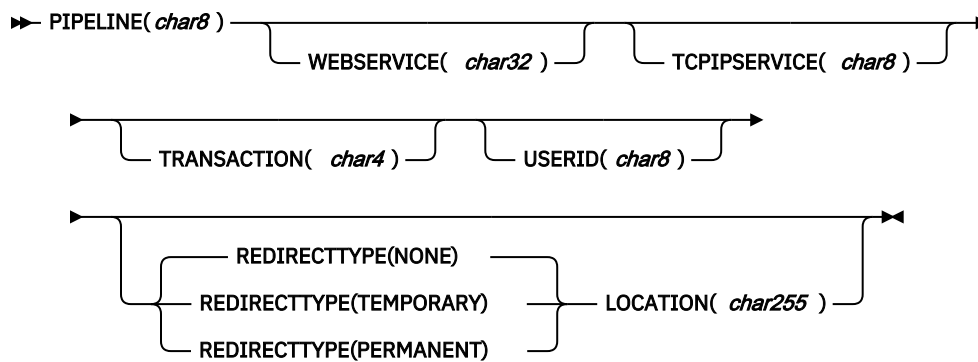 PIPELINE( char8 )
WEBSERVICE( char32 )
TCPIPSERVICE( char8 )
TRANSACTION( char4 )
USERID( char8 )
REDIRECTTYPE(NONE)
REDIRECTTYPE(TEMPORARY)
LOCATION( char255 )
REDIRECTTYPE(PERMANENT)